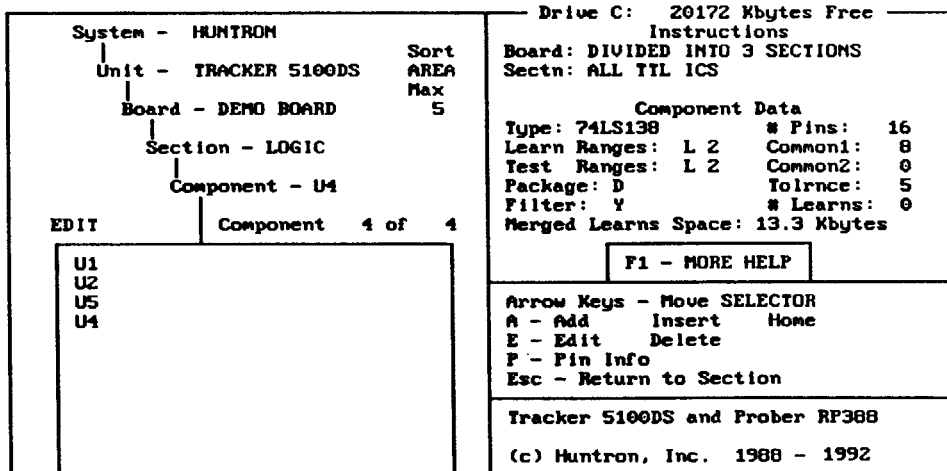 System - HUNTRON
Sort
Unit - TRACKER 5100DS AREA
Max
Board - DEMO BOARD 5
Section - LOGIC
Component - U4
EDIT Component 4 of 4
U1
U2
U5
U4
Drive C: 20172 Kbytes Free
Instructions
Board: DIVIDED INTO 3 SECTIONS
Sectn: ALL TTL ICS
Component Data
Type: 74LS138 # Pins: 16
Learn Ranges: L 2 Common1: 8
Test Ranges: L 2 Common2: 0
Package: D Tolrnce: 5
Filter: Y # Learns: 0
Merged Learns Space: 13.3 Kbytes
F1 - MORE HELP
Arrow Keys - Move SELECTOR
A - Add Insert Home
E - Edit Delete
P - Pin Info
Esc - Return to Section
Tracker 5100DS and Prober RP388
(c) Huntron, Inc. 1988 - 1992